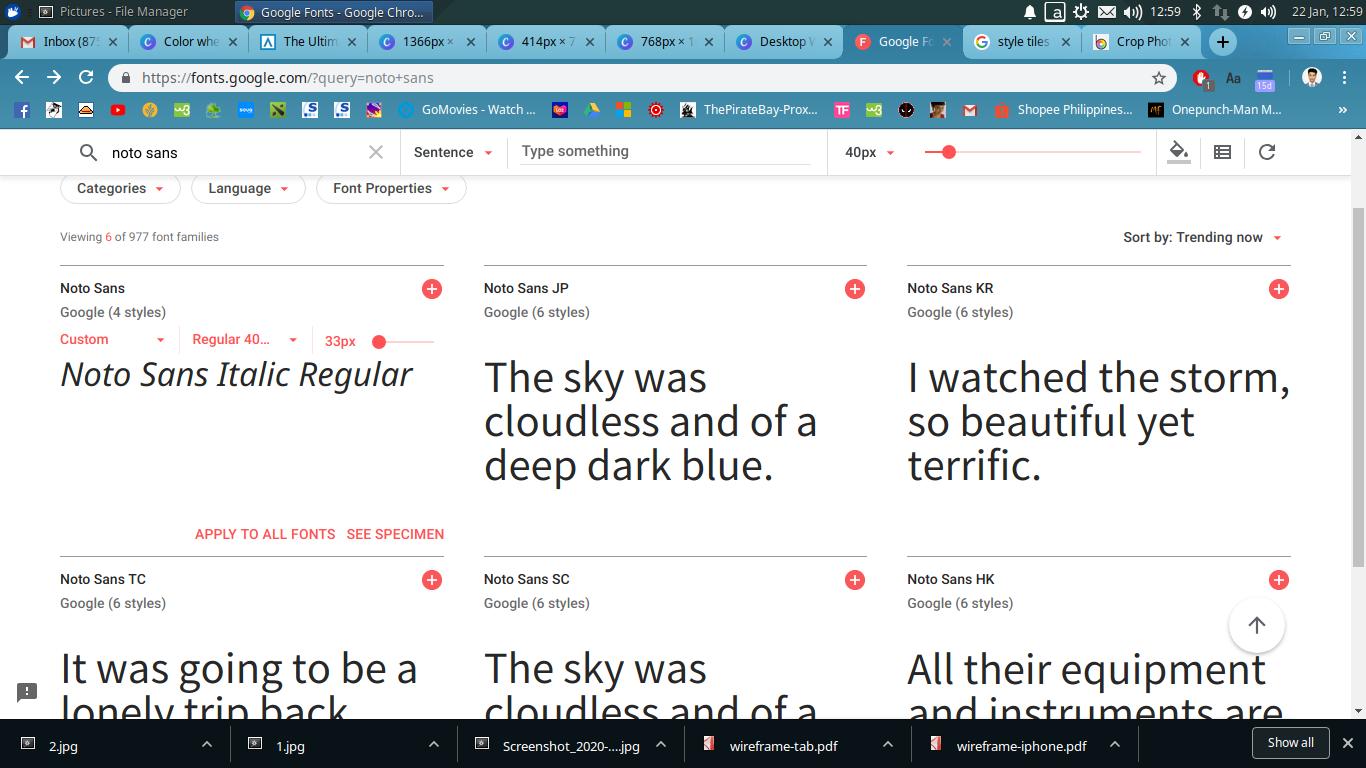 Pictures - File Manager
Google Fonts - Google Chro...
a
12:59
22 Jan, 12:59
Inbox (875
Color whe
The Ultim
1366px ×
414px × 7
768px × 1
Desktop W
Google Fo
style tiles
Crop Phot
https://fonts.google.com/?query=noto+sans
1
Aa
15d
GoMovies - Watch ...
ThePirateBay-Prox...
TF
Shopee Philippines...
MF
Onepunch-Man M...
»
noto sans
Sentence
Type something
40px
Categories
Language
Font Properties
Viewing 6 of 977 font families
Sort by: Trending now
Noto Sans
Google (4 styles)
Custom
Regular 40...
33px
Noto Sans Italic Regular
APPLY TO ALL FONTS
SEE SPECIMEN
Noto Sans JP
Google (6 styles)
The sky was
cloudless and of a
deep dark blue.
Noto Sans KR
Google (6 styles)
I watched the storm,
so beautiful yet
terrific.
Noto Sans TC
Google (6 styles)
It was going to be a
lonely trip back
Noto Sans SC
Google (6 styles)
The sky was
cloudless and of a
Noto Sans HK
Google (6 styles)
All their equipment
and instruments are
2.jpg
1.jpg
Screenshot_2020-....jpg
wireframe-tab.pdf
wireframe-iphone.pdf
Show all